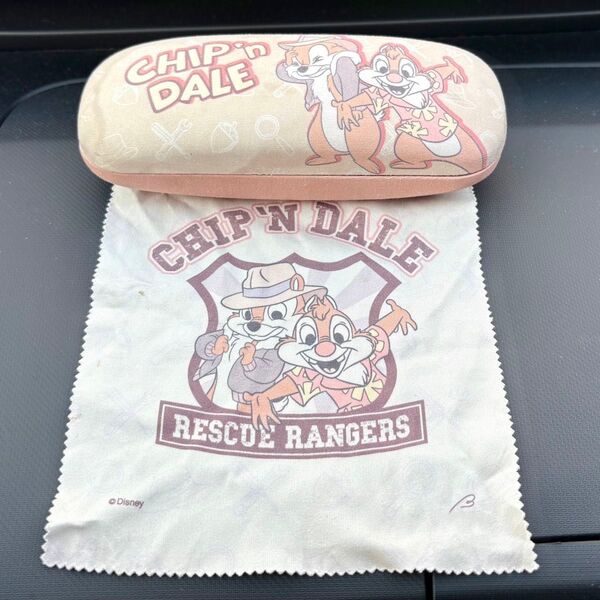 CHIP 'n
DALE
CHIP 'N DALE
RESCUE RANGERS
© Disney